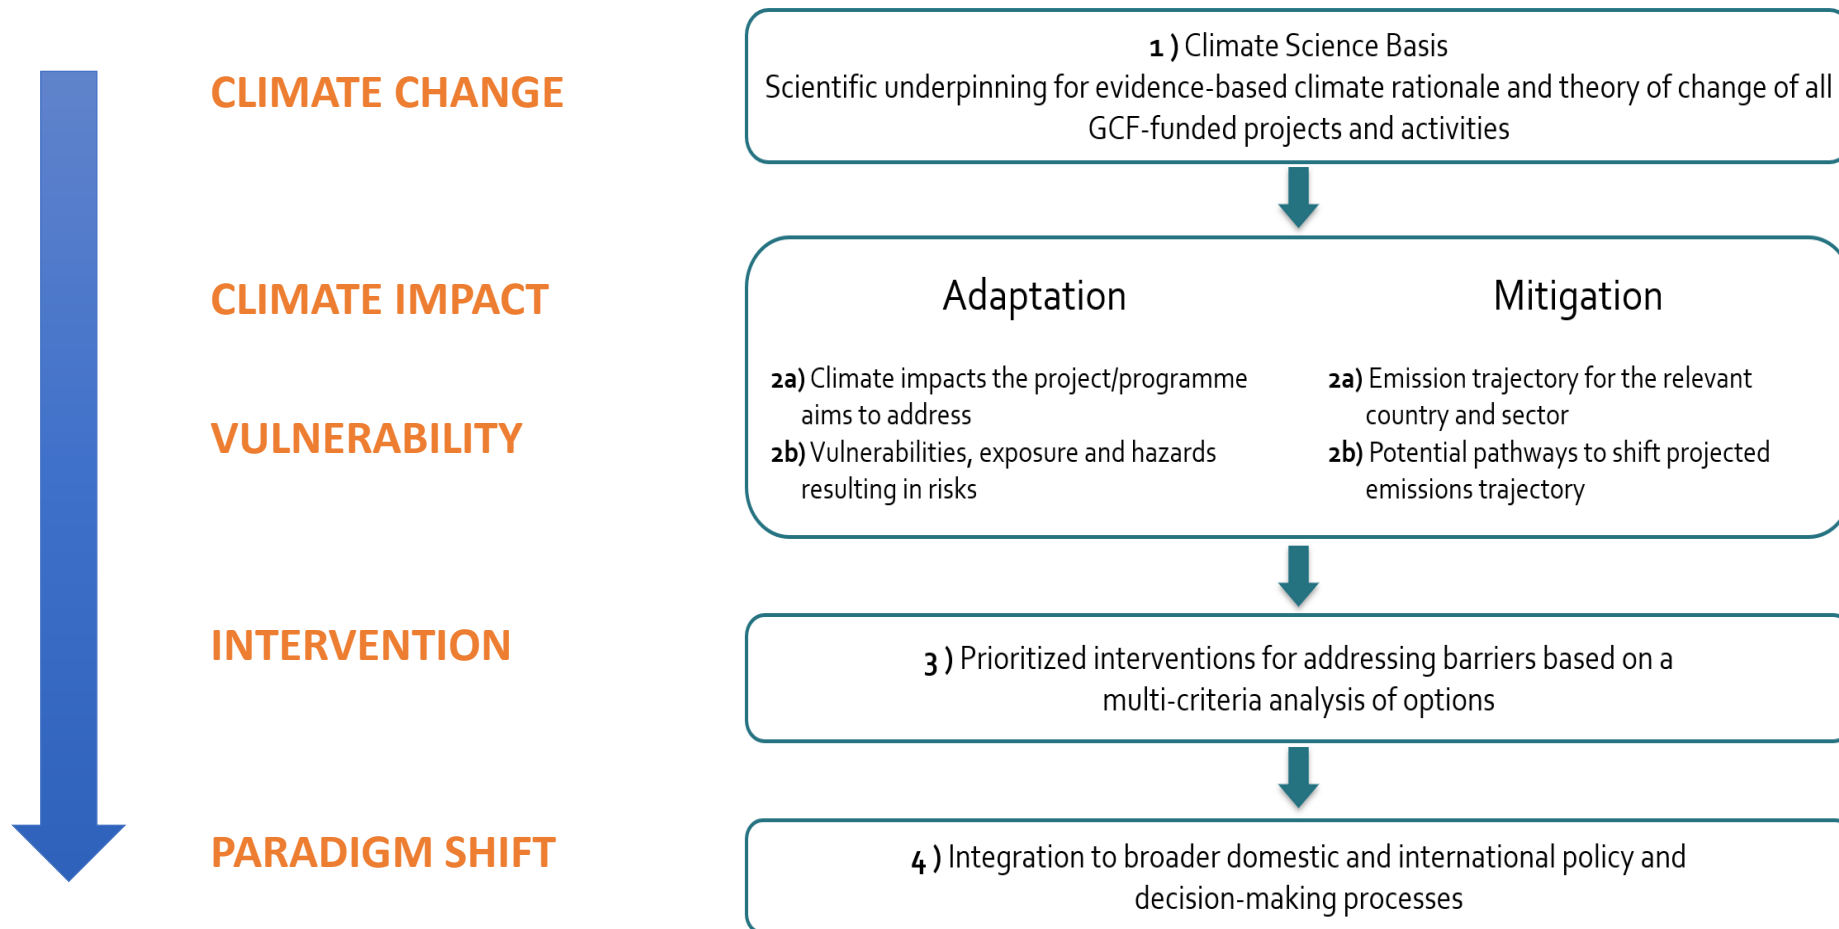 CLIMATE CHANGE
1 ) Climate Science Basis
Scientific underpinning for evidence-based climate rationale and theory of change of all
GCF-funded projects and activities
CLIMATE IMPACT
VULNERABILITY
Adaptation
2a) Climate impacts the project/programme
aims to address
2b) Vulnerabilities, exposure and hazards
resulting in risks
Mitigation
2a) Emission trajectory for the relevant
country and sector
2b) Potential pathways to shift projected
emissions trajectory
INTERVENTION
3 ) Prioritized interventions for addressing barriers based on a
multi-criteria analysis of options
PARADIGM SHIFT
4 ) Integration to broader domestic and international policy and
decision-making processes